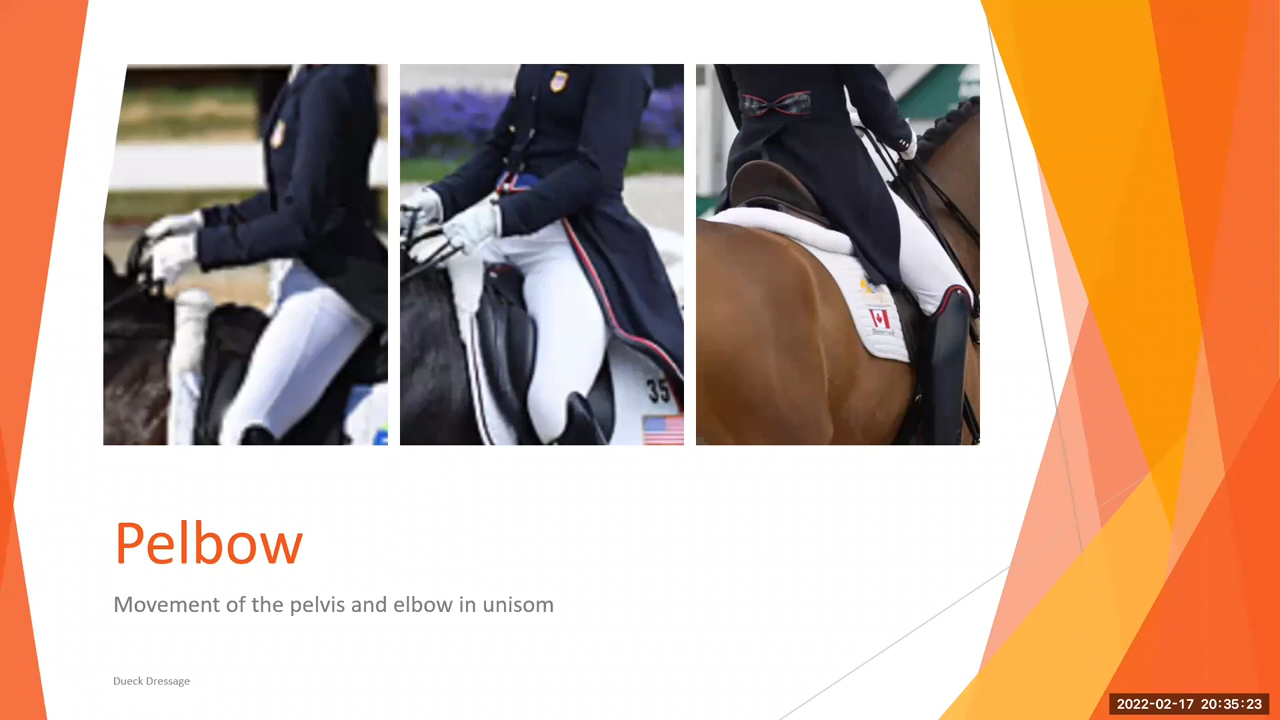 35
Pelbow
Movement of the pelvis and elbow in unisom
Dueck Dressage
2022-02-17 20:35:23